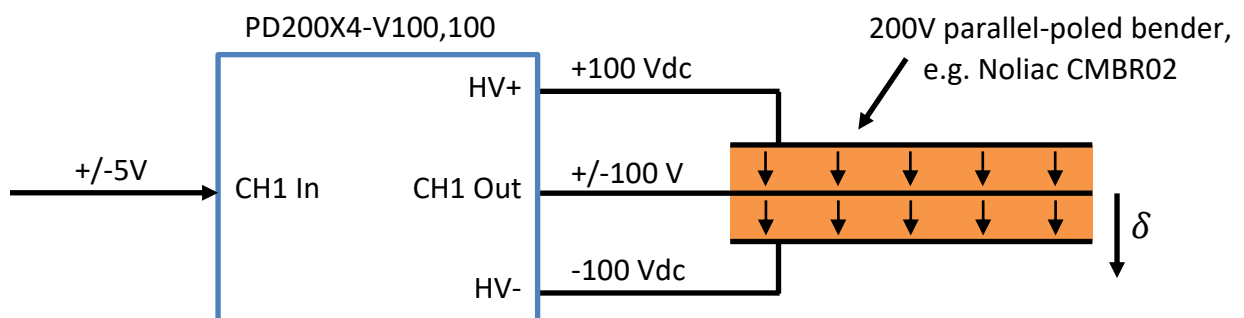 PD200X4-V100,100
200V parallel-poled bender,
e.g. Noliac CMBR02
+100 Vdc
HV+
+/-5V
CH1 In
CH1 Out
+/-100 V
δ
-100 Vdc
HV-